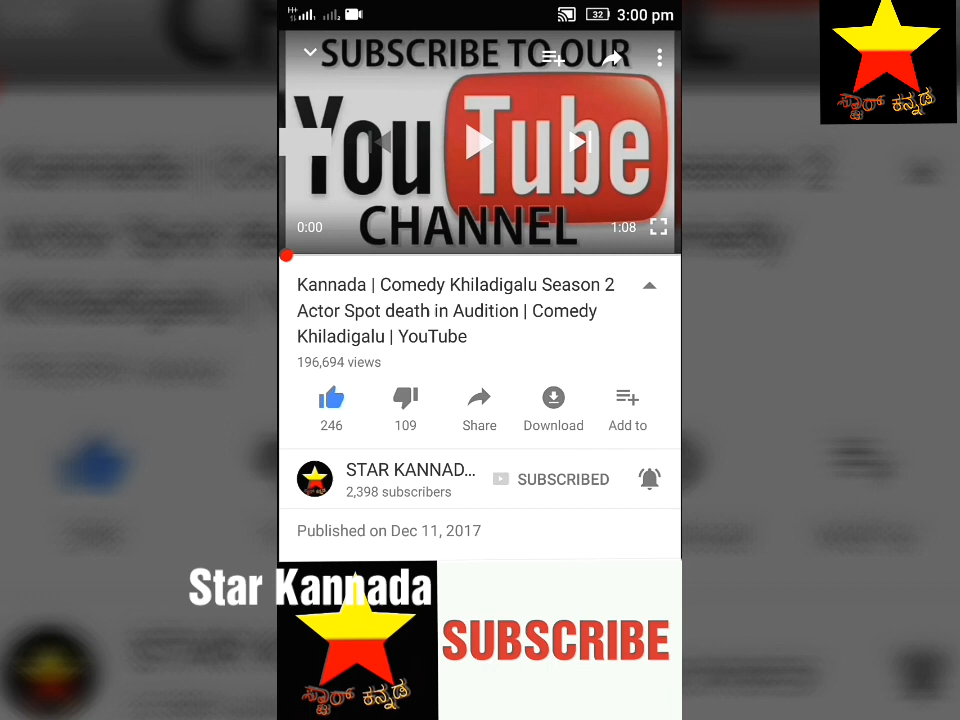 H+
32
3:00 pm
SUBSCRIBE TO OUR
YouTube
CHANNEL
0:00
1:08
ಸ್ಟಾರ್ ಕನ್ನಡ
Kannada | Comedy Khiladigalu Season 2
Actor Spot death in Audition | Comedy
Khiladigalu | YouTube
196,694 views
246
109
Share
Download
Add to
STAR KANNAD...
SUBSCRIBED
2,398 subscribers
Published on Dec 11, 2017
Star Kannada
SUBSCRIBE
ಸ್ಟಾರ್ ಕನ್ನಡ